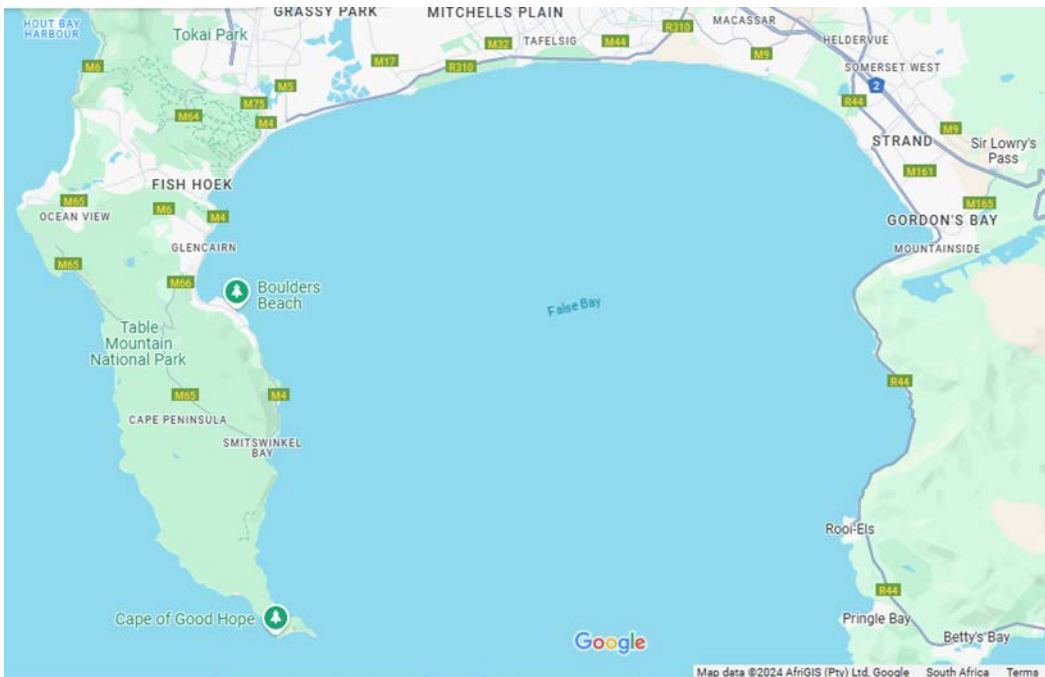 GRASSY PARK
MITCHELLS PLAIN
HOUT BAY
HARBOUR
Tokai Park
MACASSAR
R310
M32
TAFELSIG
M44
HELDERVUE
M6
M17
R310
M9
SOMERSET WEST
M5
2
M75
R44
M64
M4
M9
STRAND
Sir Lowry's
Pass
M161
FISH HOEK
M65
M165
OCEAN VIEW
M6
M4
GORDON'S BAY
GLENCAIRN
MOUNTAINSIDE
M65
M66
Boulders
Beach
False Bay
Table
Mountain
National Park
R44
M65
M4
CAPE PENINSULA
SMITSWINKEL
BAY
Rooi-Els
R44
Cape of Good Hope
Pringle Bay
Betty's Bay
Google
Map data ©2024 AfriGIS (Pty) Ltd, Google South Africa Terms